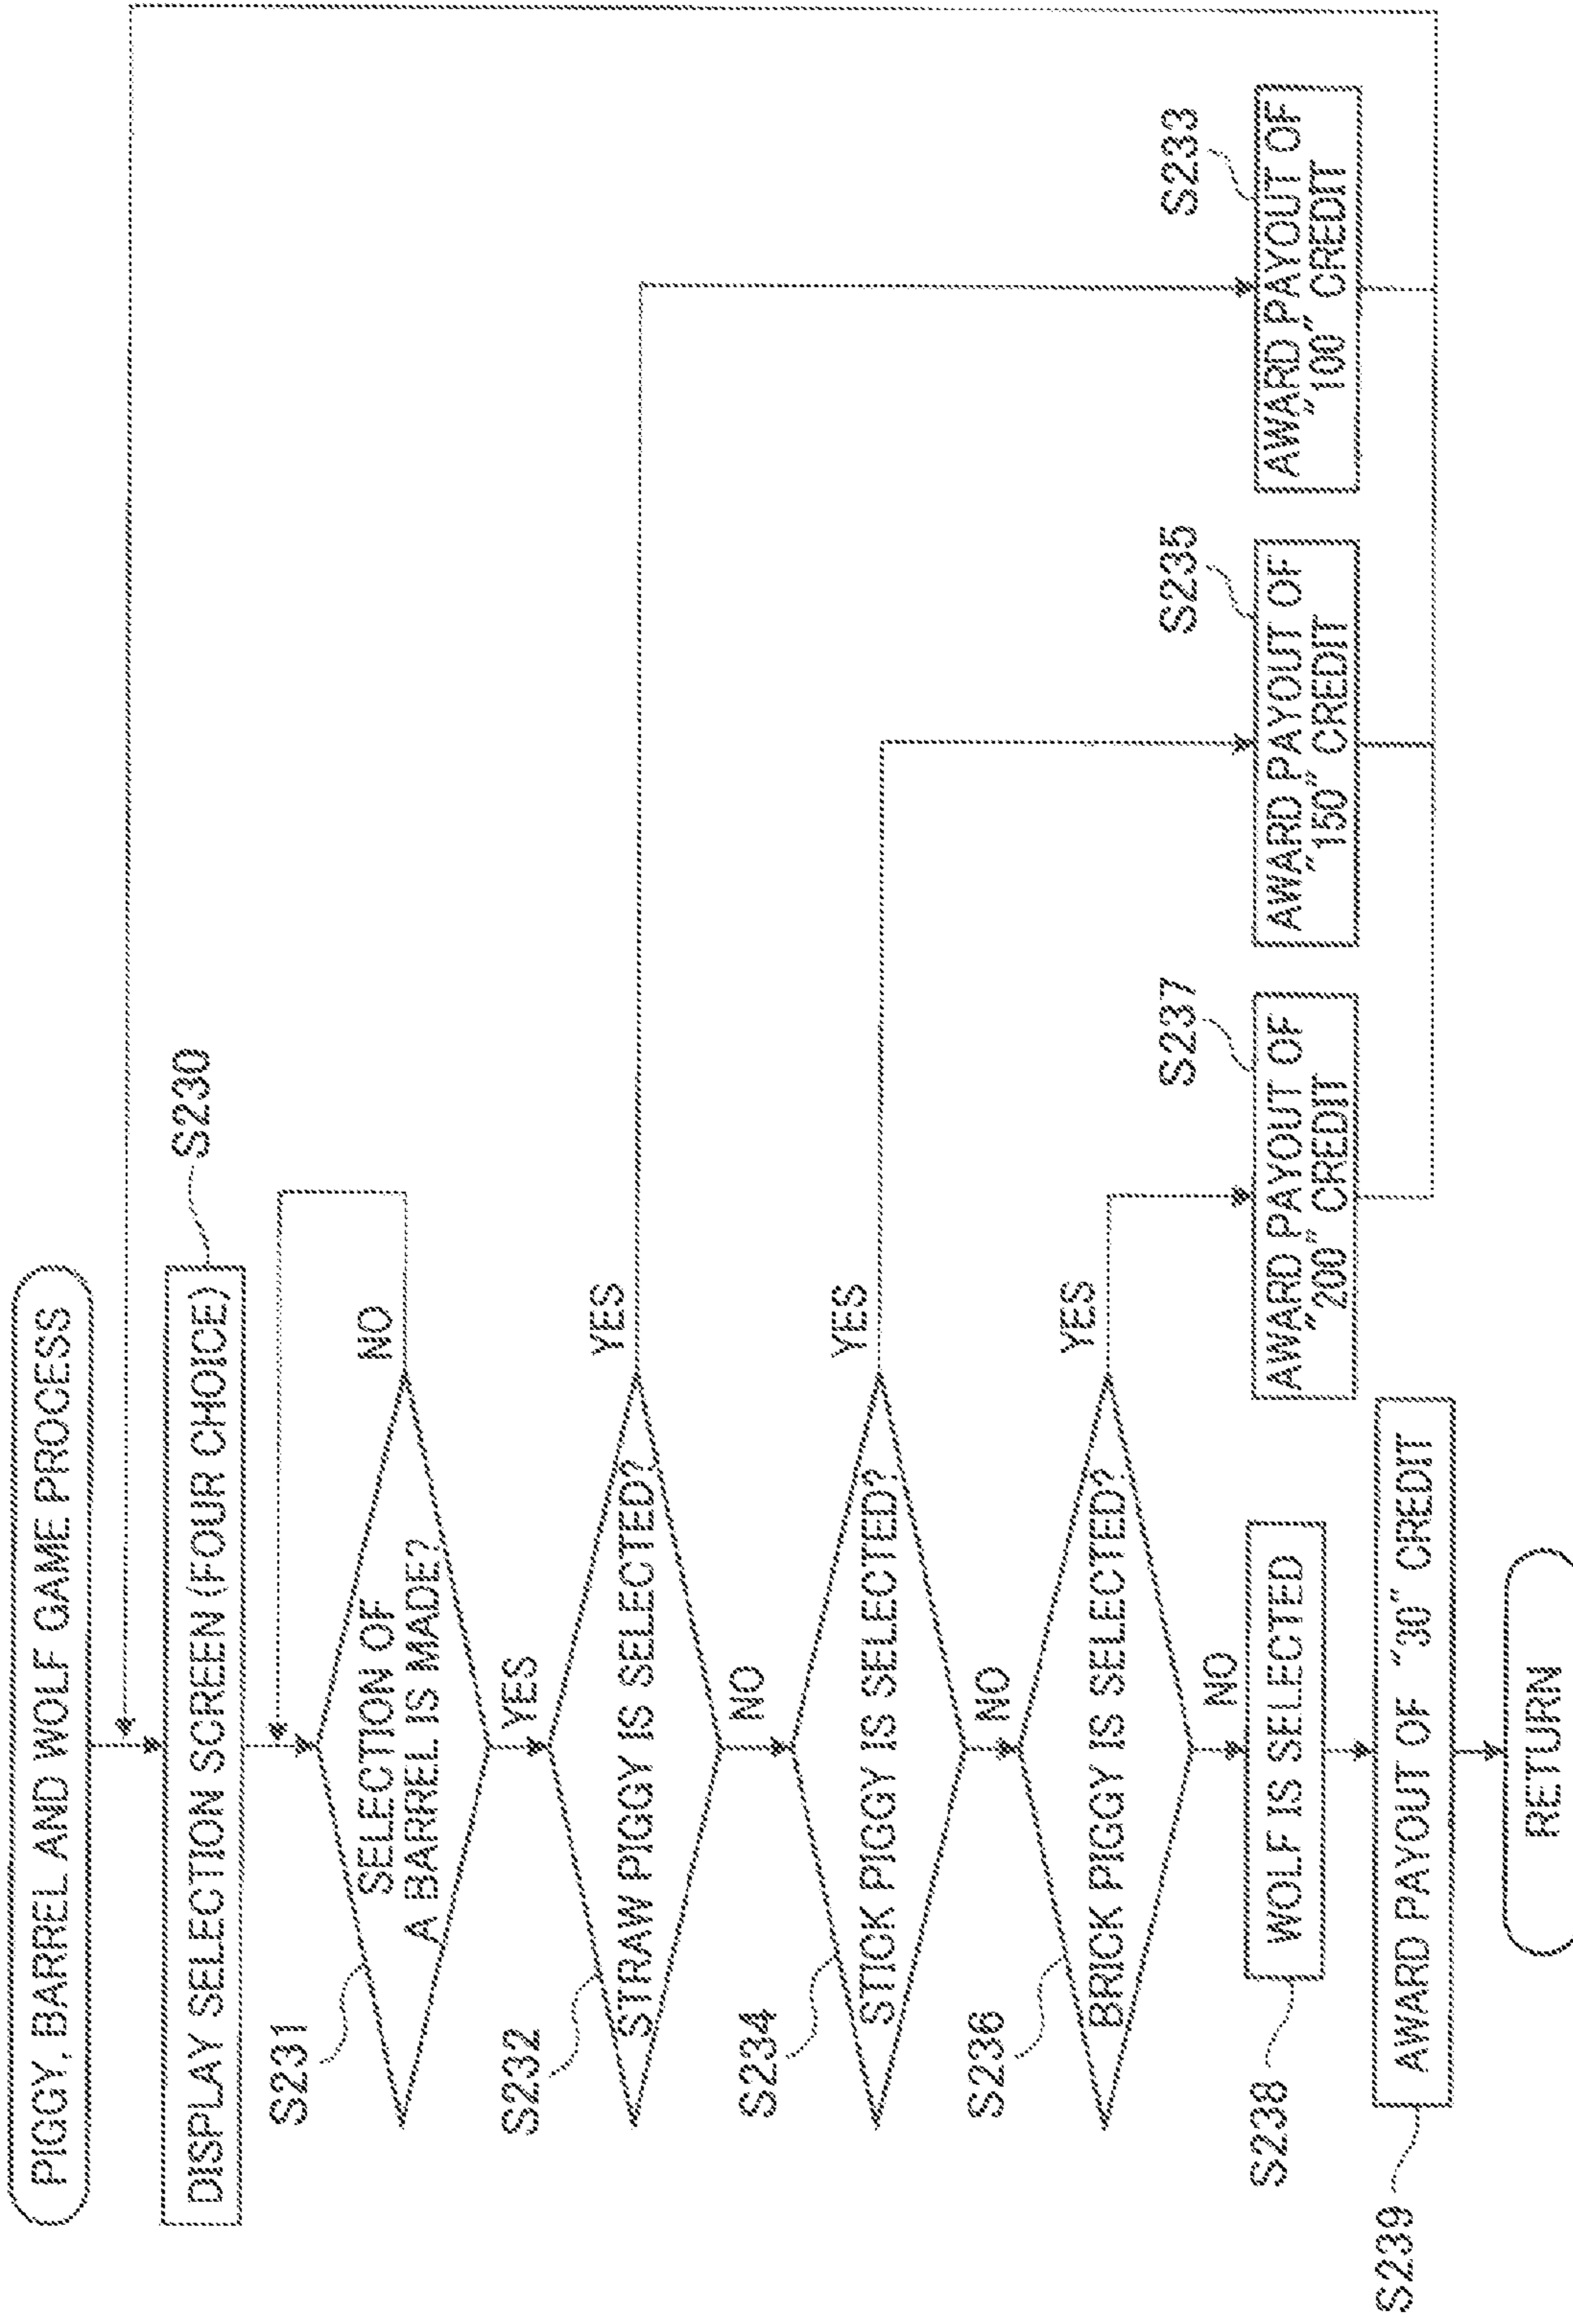 PIGGY, BARREL AND WOLF GAME PROCESS
S230
DISPLAY SELECTION SCREEN (FOUR CHOICE)
S231
SELECTION OF
A BARREL IS MADE?
NO
YES
S232
STRAW PIGGY IS SELECTED?
YES
NO
S234
STICK PIGGY IS SELECTED?
YES
NO
S236
BRICK PIGGY IS SELECTED?
YES
NO
S237
AWARD PAYOUT OF
"200" CREDIT
S235
AWARD PAYOUT OF
"150" CREDIT
S233
AWARD PAYOUT OF
"100" CREDIT
S238
WOLF IS SELECTED
S239
AWARD PAYOUT OF "30" CREDIT
RETURN